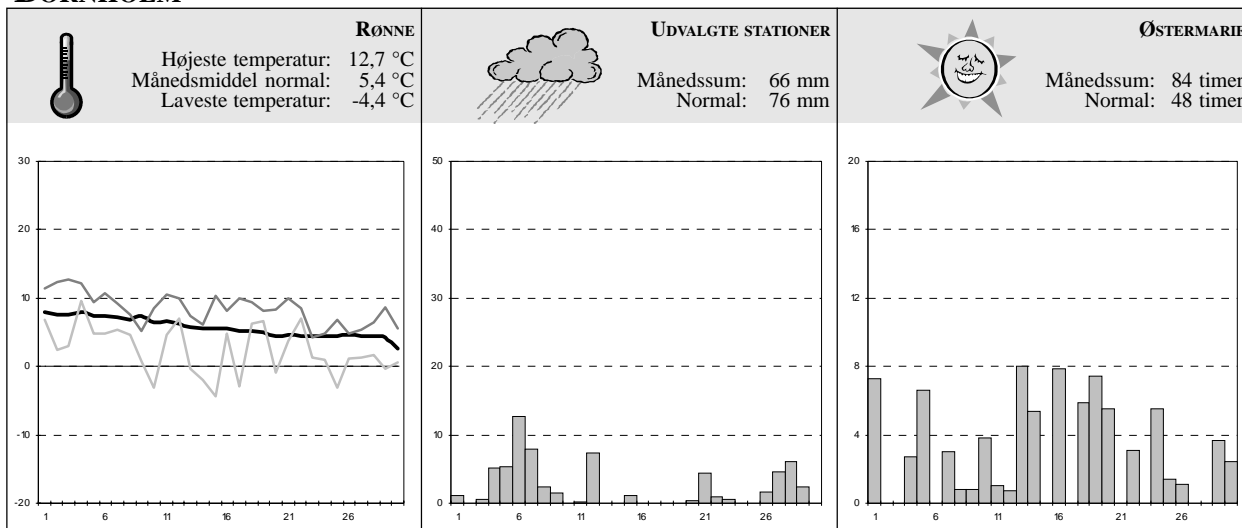 BORNHOLM
RØNNE
Højeste temperatur: 12,7 °C
Månedsmiddel normal: 5,4 °C
Laveste temperatur: -4,4 °C
UDVALGTE STATIONER
Månedssum: 66 mm
Normal: 76 mm
ØSTERMARIE
Månedssum: 84 timer
Normal: 48 timer
30
20
10
0
-10
-20
1 6 11 16 21 26
50
40
30
20
10
0
1 6 11 16 21 26
20
16
12
8
4
0
1 6 11 16 21 26